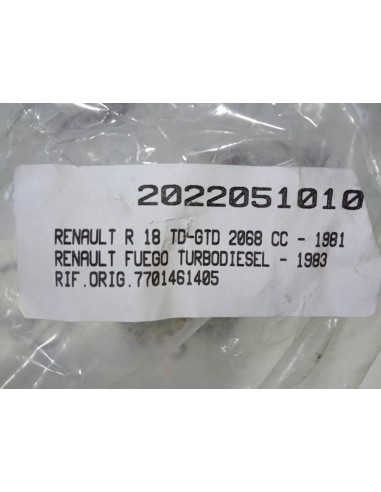 2022051010
RENAULT R 18 TD-GTD 2068 CC - 1981
RENAULT FUEGO TURBODIESEL - 1983
RIF.ORIG.7701461405